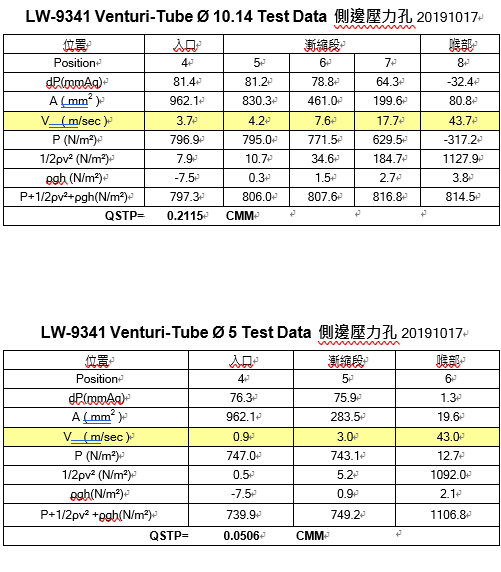 LW-9341 Venturi-Tube Ø 10.14 Test Data 側邊壓力孔 20191017
位置 入口 漸縮段 喉部
Position 4 5 6 7 8
dP(mmAq) 81.4 81.2 78.8 64.3 -32.4
A ( mm² ) 962.1 830.3 461.0 199.6 80.8
V ( m/sec ) 3.7 4.2 7.6 17.7 43.7
P (N/m²) 796.9 795.0 771.5 629.5 -317.2
1/2ρv² (N/m²) 7.9 10.7 34.6 184.7 1127.9
ρgh (N/m²) -7.5 0.3 1.5 2.7 3.8
P+1/2ρv²+ρgh(N/m²) 797.3 806.0 807.6 816.8 814.5
QSTP= 0.2115 CMM
LW-9341 Venturi-Tube Ø 5 Test Data 側邊壓力孔 20191017
位置 入口 漸縮段 喉部
Position 4 5 6
dP(mmAq) 76.3 75.9 1.3
A ( mm² ) 962.1 283.5 19.6
V ( m/sec ) 0.9 3.0 43.0
P (N/m²) 747.0 743.1 12.7
1/2ρv² (N/m²) 0.5 5.2 1092.0
ρgh(N/m²) -7.5 0.9 2.1
P+1/2ρv² +ρgh(N/m²) 739.9 749.2 1106.8
QSTP= 0.0506 CMM